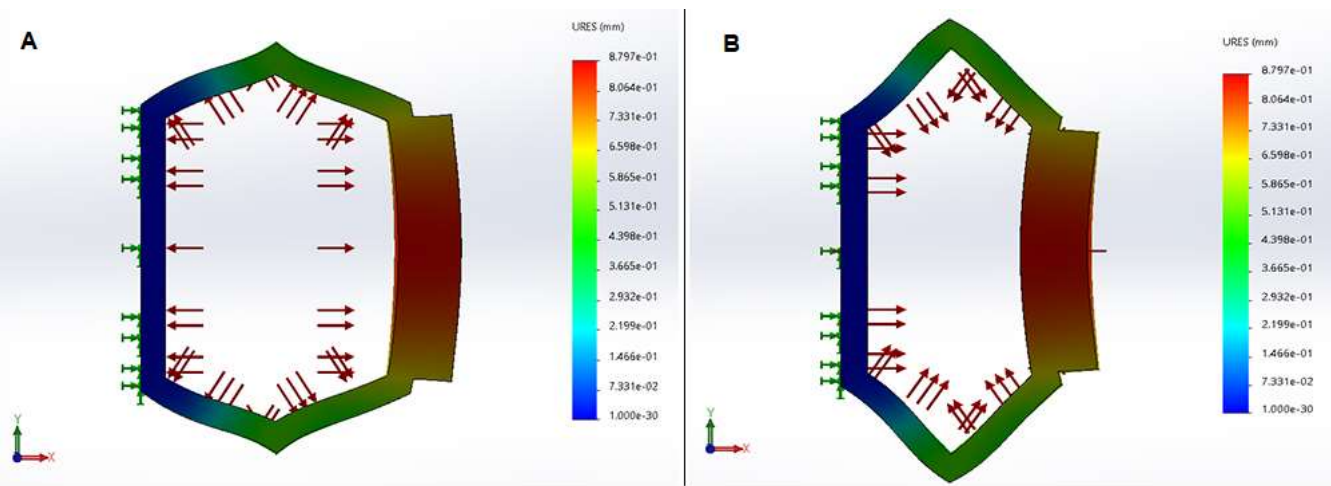 A
URES (mm)
8.797e-01
8.064e-01
7.331e-01
6.598e-01
5.865e-01
5.131e-01
4.398e-01
3.665e-01
2.932e-01
2.199e-01
1.466e-01
7.331e-02
1.000e-30
Y
X
B
URES (mm)
8.797e-01
8.064e-01
7.331e-01
6.598e-01
5.865e-01
5.131e-01
4.398e-01
3.665e-01
2.932e-01
2.199e-01
1.466e-01
7.331e-02
1.000e-30
Y
X